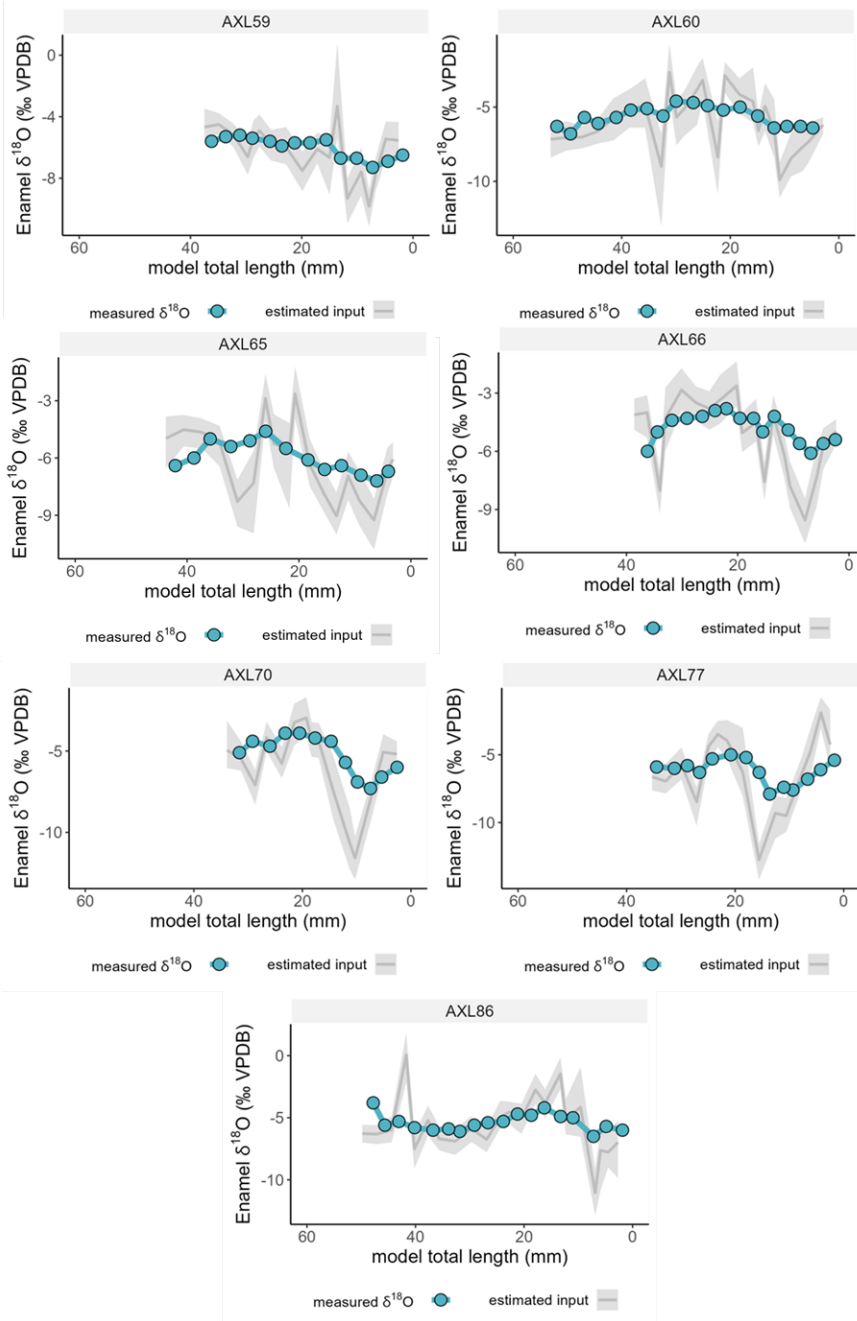 AXL59
0
-4
-8
Enamel δ¹⁸O (‰ VPDB)
60
40
20
0
model total length (mm)
measured δ¹⁸O
estimated input
AXL60
-5
-10
Enamel δ¹⁸O (‰ VPDB)
60
40
20
0
model total length (mm)
measured δ¹⁸O
estimated input
AXL65
-3
-6
-9
Enamel δ¹⁸O (‰ VPDB)
60
40
20
0
model total length (mm)
measured δ¹⁸O
estimated input
AXL66
-3
-6
-9
Enamel δ¹⁸O (‰ VPDB)
60
40
20
0
model total length (mm)
measured δ¹⁸O
estimated input
AXL70
-5
-10
Enamel δ¹⁸O (‰ VPDB)
60
40
20
0
model total length (mm)
measured δ¹⁸O
estimated input
AXL77
-5
-10
Enamel δ¹⁸O (‰ VPDB)
60
40
20
0
model total length (mm)
measured δ¹⁸O
estimated input
AXL86
0
-5
-10
Enamel δ¹⁸O (‰ VPDB)
60
40
20
0
model total length (mm)
measured δ¹⁸O
estimated input